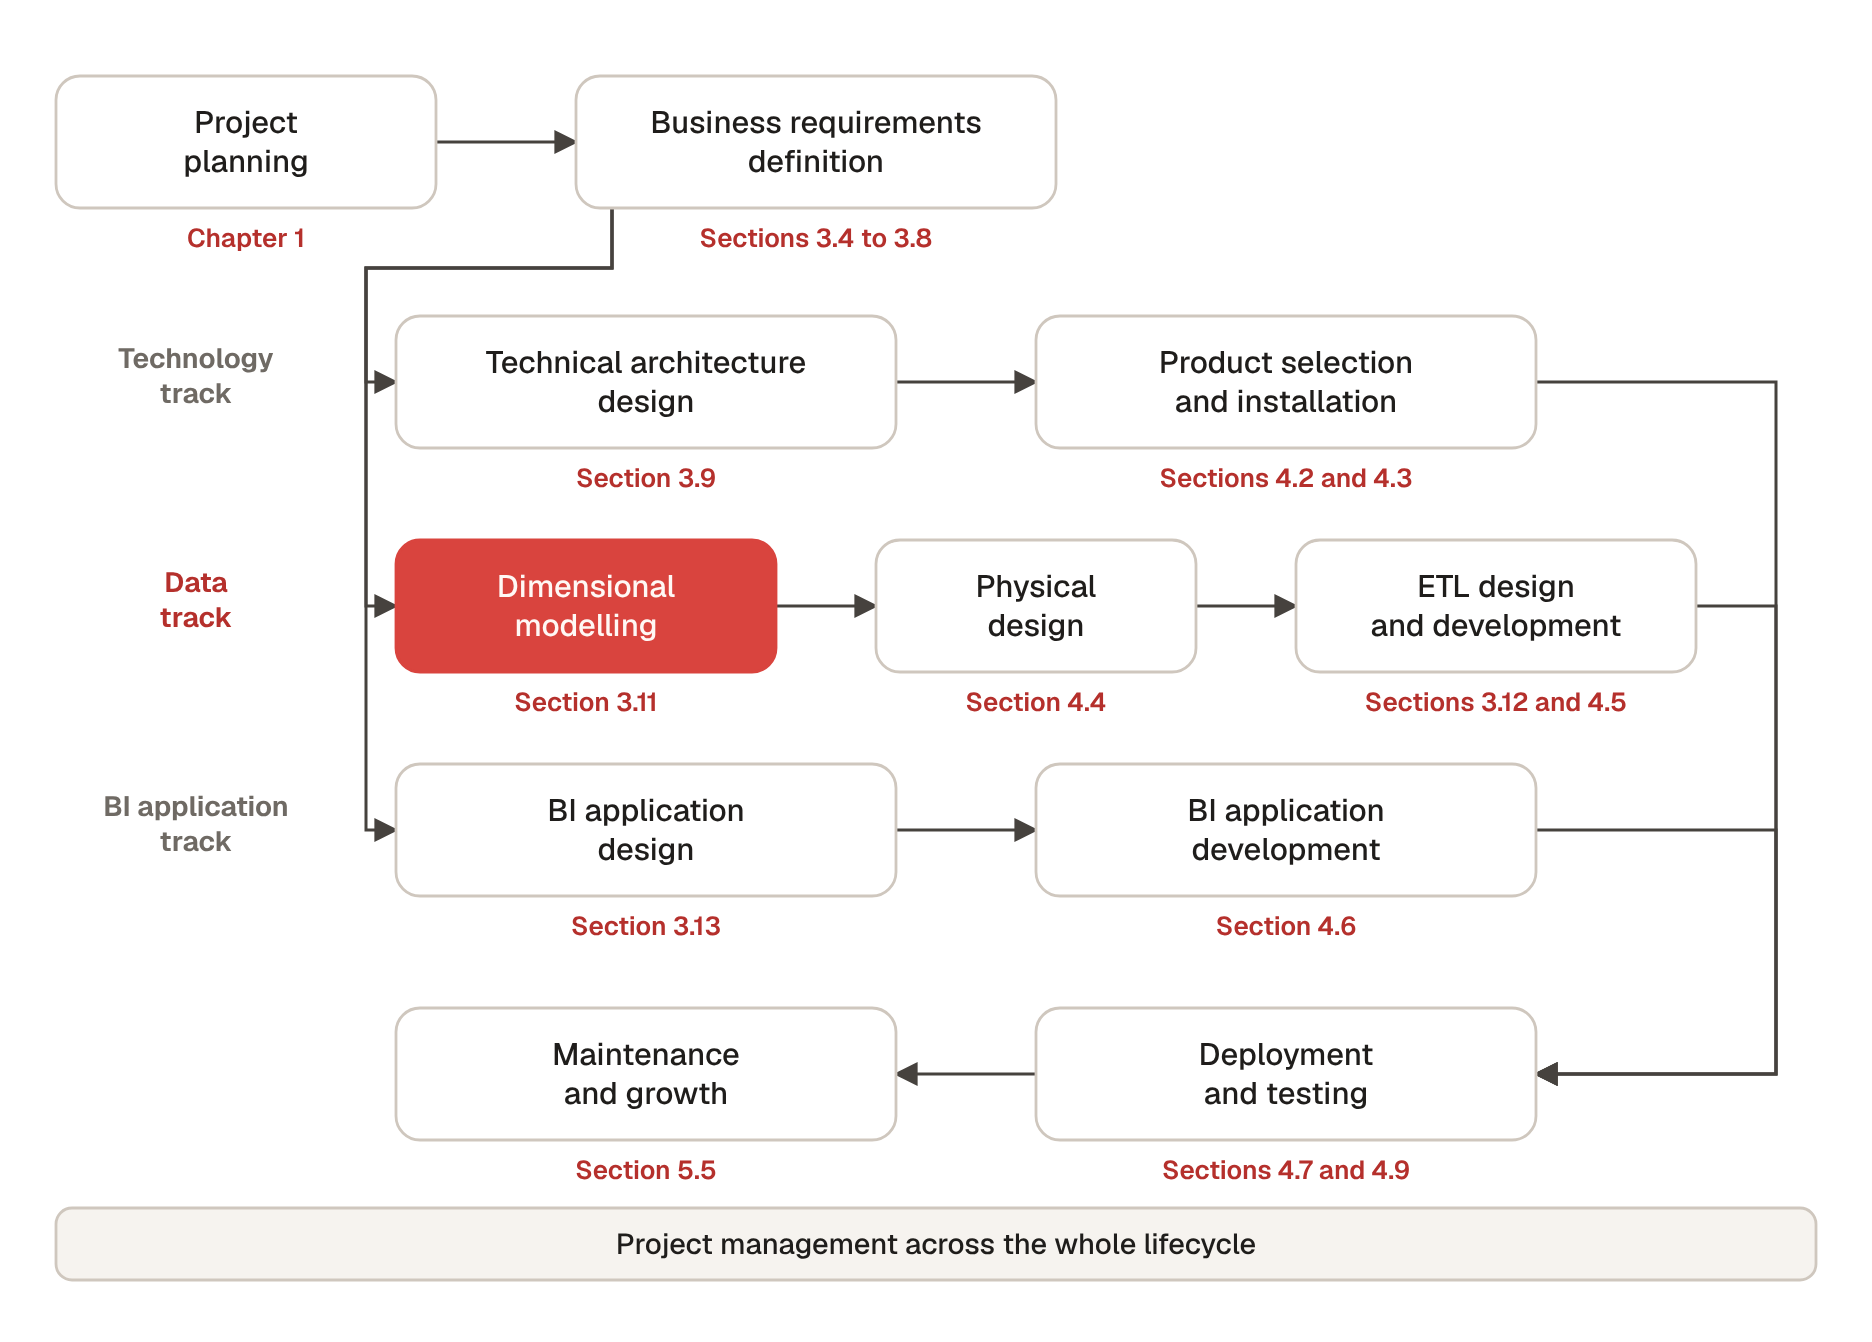 Project
planning
Business requirements
definition
Chapter 1
Sections 3.4 to 3.8
Technology
track
Technical architecture
design
Product selection
and installation
Section 3.9
Sections 4.2 and 4.3
Data
track
Dimensional
modelling
Physical
design
ETL design
and development
Section 3.11
Section 4.4
Sections 3.12 and 4.5
BI application
track
BI application
design
BI application
development
Section 3.13
Section 4.6
Maintenance
and growth
Deployment
and testing
Section 5.5
Sections 4.7 and 4.9
Project management across the whole lifecycle